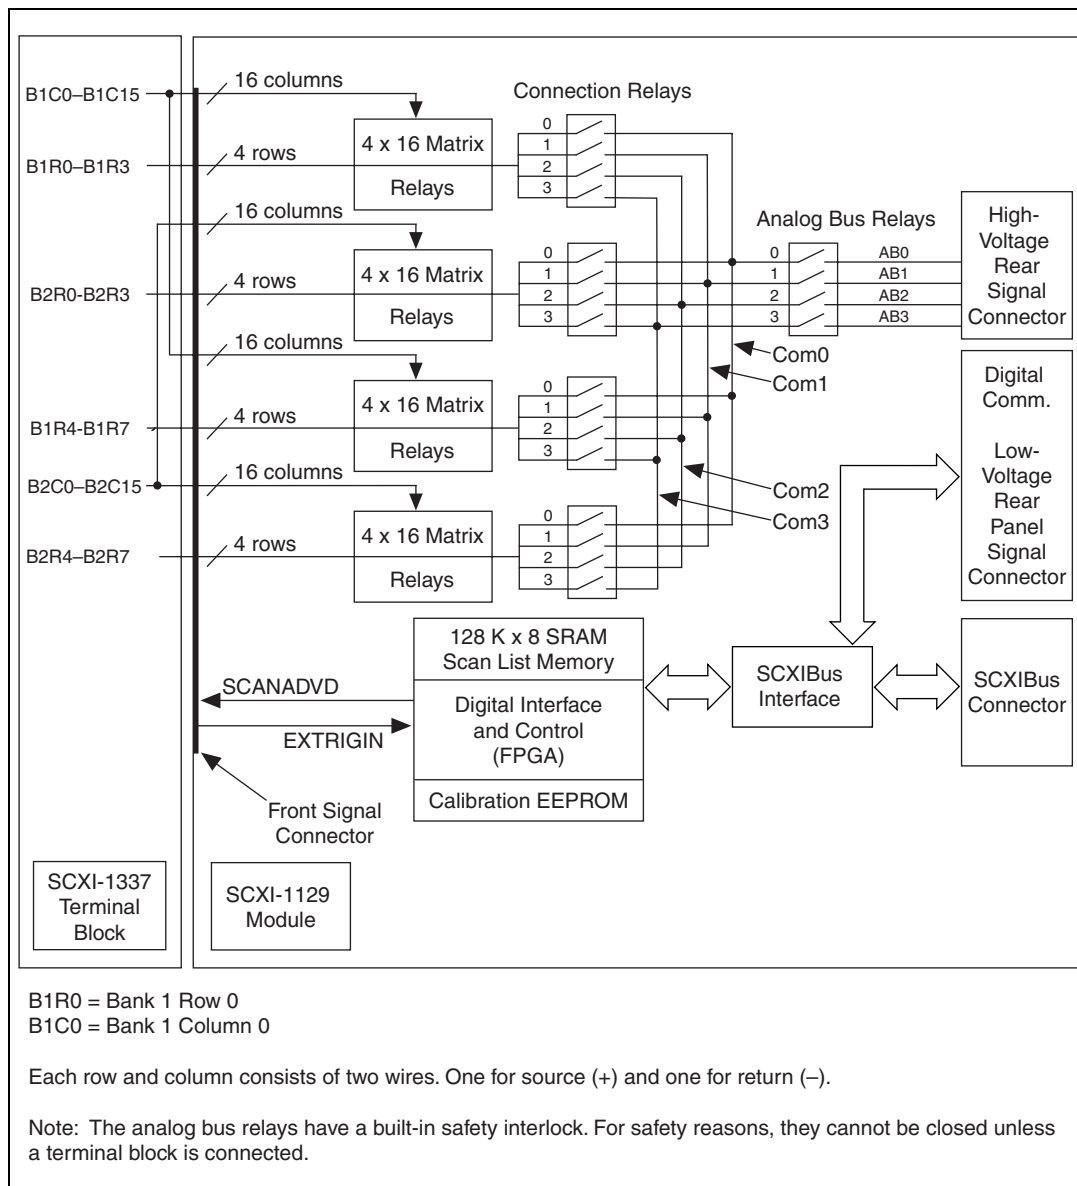 B1C0–B1C15
16 columns
B1R0–B1R3
4 rows
4 x 16 Matrix
Relays
Connection Relays
0
1
2
3
16 columns
B2R0-B2R3
4 rows
4 x 16 Matrix
Relays
0
1
2
3
Analog Bus Relays
0
1
2
3
AB0
AB1
AB2
AB3
High-
Voltage
Rear
Signal
Connector
Com0
Com1
16 columns
B1R4-B1R7
4 rows
4 x 16 Matrix
Relays
0
1
2
3
Com2
Com3
B2C0–B2C15
16 columns
B2R4–B2R7
4 rows
4 x 16 Matrix
Relays
0
1
2
3
Digital
Comm.
Low-
Voltage
Rear
Panel
Signal
Connector
SCANADVD
EXTRIGIN
128 K x 8 SRAM
Scan List Memory
Digital Interface
and Control
(FPGA)
Calibration EEPROM
SCXIBus
Interface
SCXIBus
Connector
Front Signal
Connector
SCXI-1337
Terminal
Block
SCXI-1129
Module
B1R0 = Bank 1 Row 0
B1C0 = Bank 1 Column 0
Each row and column consists of two wires. One for source (+) and one for return (–).
Note: The analog bus relays have a built-in safety interlock. For safety reasons, they cannot be closed unless
a terminal block is connected.